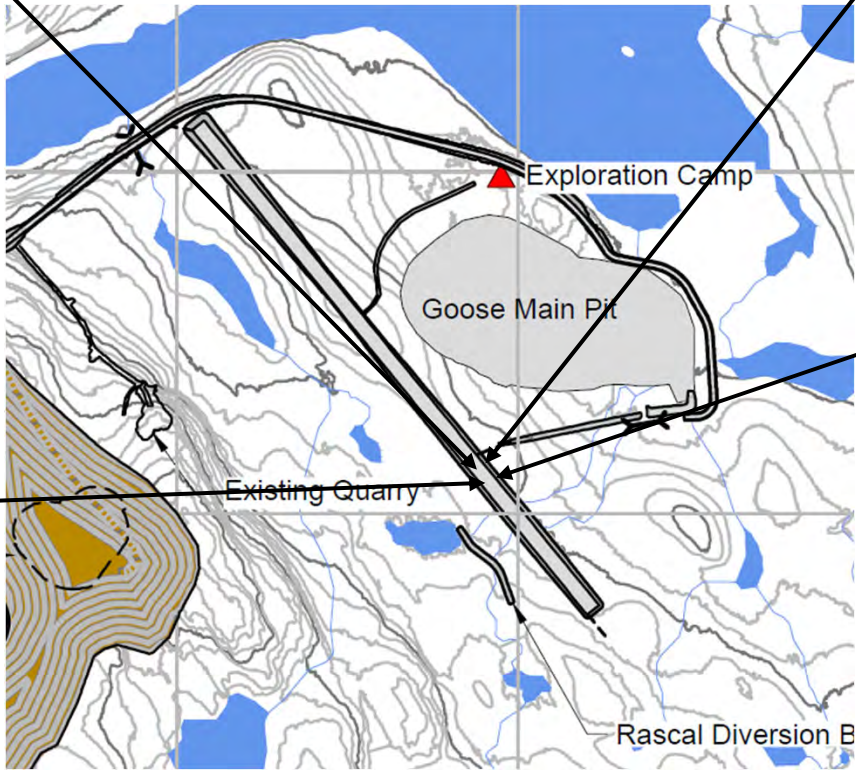 Exploration Camp
Goose Main Pit
Existing Quarry
Rascal Diversion B